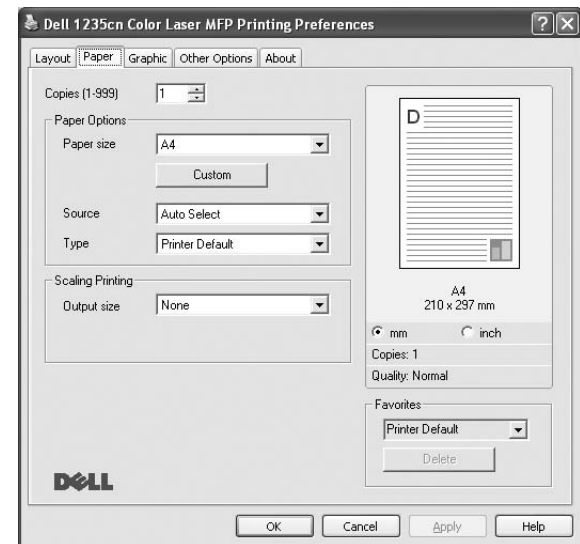 Dell 1235cn Color Laser MFP Printing Preferences
Layout Paper Graphic Other Options About
Copies (1-999) 1
Paper Options
Paper size A4
Custom
Source Auto Select
Type Printer Default
Scaling Printing
Output size None
DELL
D
A4
210 x 297 mm
mm inch
Copies: 1
Quality: Normal
Favorites
Printer Default
Delete
OK Cancel Apply Help